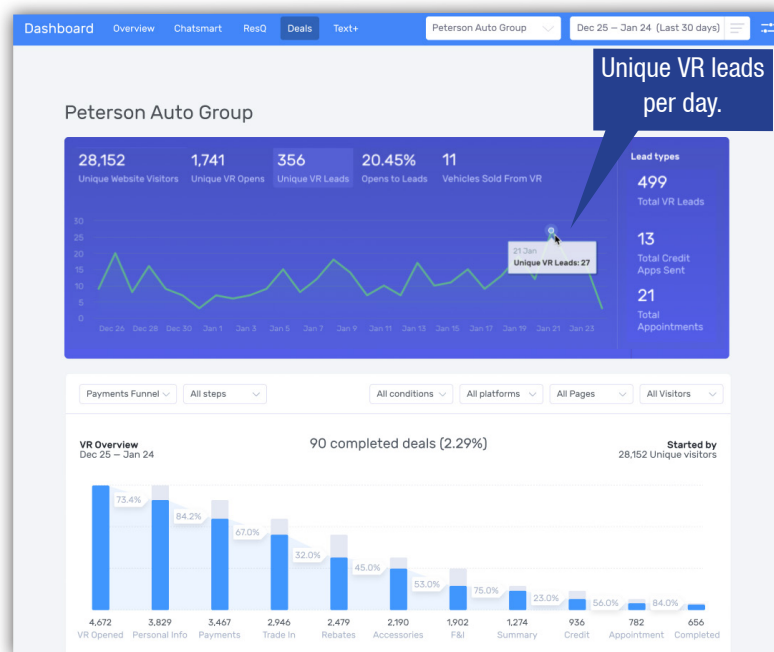 Dashboard Overview Chatsmart ResQ Deals Text+ Peterson Auto Group Dec 25 – Jan 24 (Last 30 days)
Unique VR leads
per day.
Peterson Auto Group
28,152 1,741 356 20.45% 11
Unique Website Visitors Unique VR Opens Unique VR Leads Opens to Leads Vehicles Sold From VR
Lead types
499
Total VR Leads
13
Total Credit
Apps Sent
21
Total
Appointments
30
25
20
15
10
5
0
21 Jan
Unique VR Leads: 27
Dec 26 Dec 28 Dec 30 Jan 1 Jan 3 Jan 5 Jan 7 Jan 9 Jan 11 Jan 13 Jan 15 Jan 17 Jan 19 Jan 21 Jan 23
Payments Funnel All steps All conditions All platforms All Pages All Visitors
VR Overview
Dec 25 – Jan 24
90 completed deals (2.29%)
Started by
28,152 Unique visitors
73.4%
84.2%
67.0%
32.0%
45.0%
53.0%
75.0%
23.0%
56.0%
84.0%
4,672 3,829 3,467 2,946 2,479 2,190 1,902 1,274 936 782 656
VR Opened Personal Info Payments Trade In Rebates Accessories F&I Summary Credit Appointment Completed